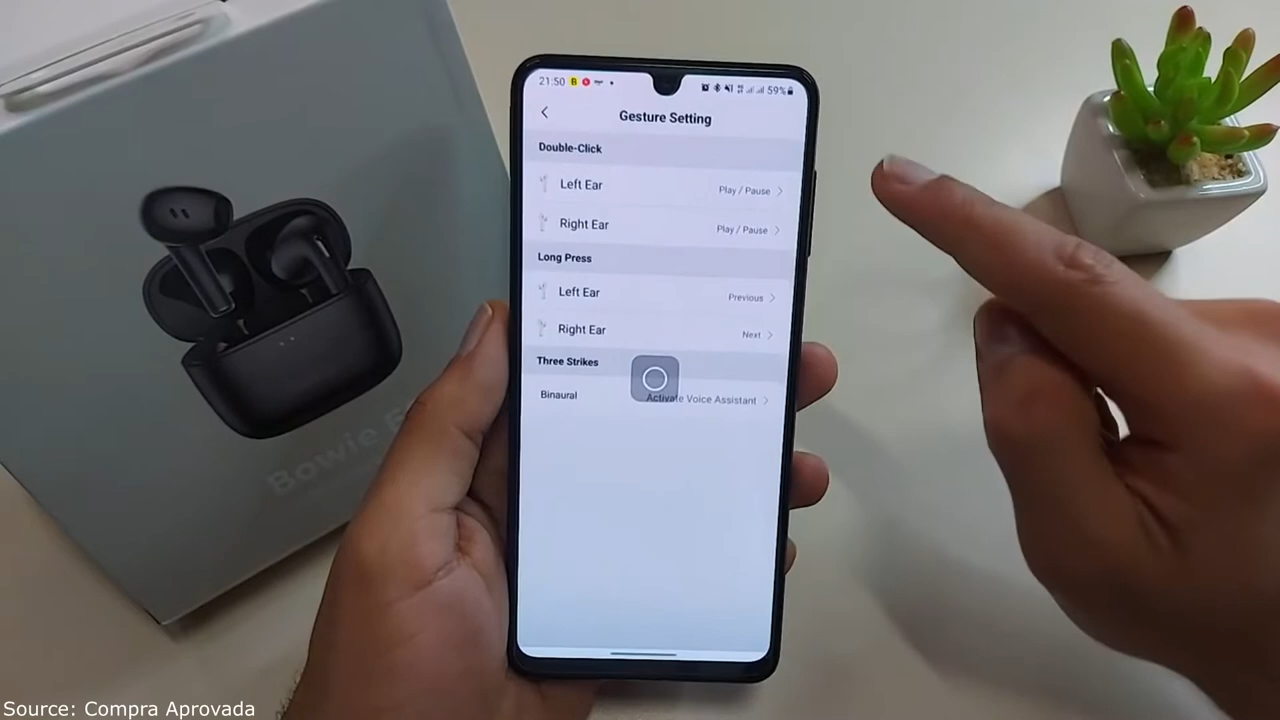 21:50
59%
Gesture Setting
Double-Click
Left Ear Play / Pause
Right Ear Play / Pause
Long Press
Left Ear Previous
Right Ear Next
Three Strikes
Binaural Activate Voice Assistant
Bowie
Source: Compra Aprovada